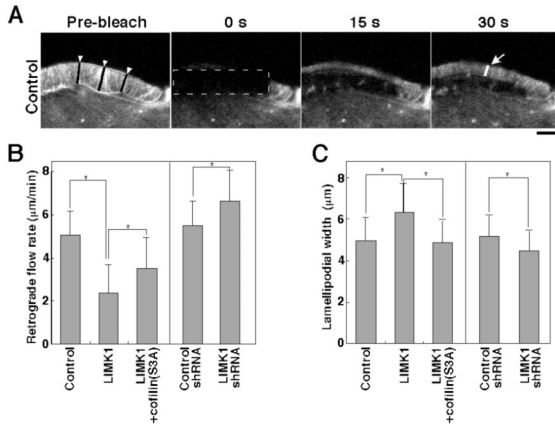 A
Pre-bleach 0 s 15 s 30 s
Control
B
Retrograde flow rate (μm/min)
8
6
4
2
0
*
*
*
Control
LIMK1
LIMK1
+cofilin(S3A)
Control
shRNA
LIMK1
shRNA
C
Lamellipodial width (μm)
8
6
4
2
0
*
*
*
Control
LIMK1
LIMK1
+cofilin(S3A)
Control
shRNA
LIMK1
shRNA